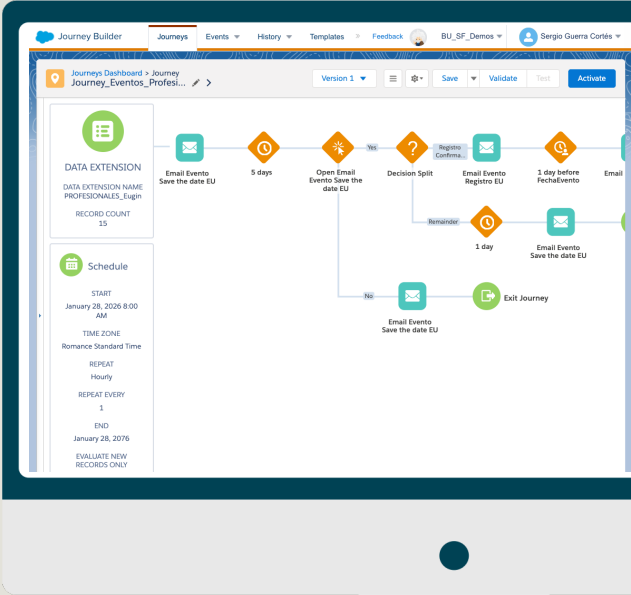 Journey Builder
Journeys
Events
History
Templates
>
Feedback
BU_SF_Demos
Sergio Guerra Cortés
Journeys Dashboard > Journey
Journey_Eventos_Profesi...
Version 1
Save
Validate
Test
Activate
DATA EXTENSION
DATA EXTENSION NAME
PROFESIONALES_Eugin
RECORD COUNT
15
Schedule
START
January 28, 2026 8:00
AM
TIME ZONE
Romance Standard Time
REPEAT
Hourly
REPEAT EVERY
1
END
January 28, 2076
EVALUATE NEW
RECORDS ONLY
Email Evento
Save the date EU
5 days
Open Email
Evento Save the
date EU
Yes
?
Decision Split
Registro
Confirma...
Email Evento
Registro EU
1 day before
FechaEvento
Email
Remainder
1 day
Email Evento
Save the date EU
No
Email Evento
Save the date EU
Exit Journey